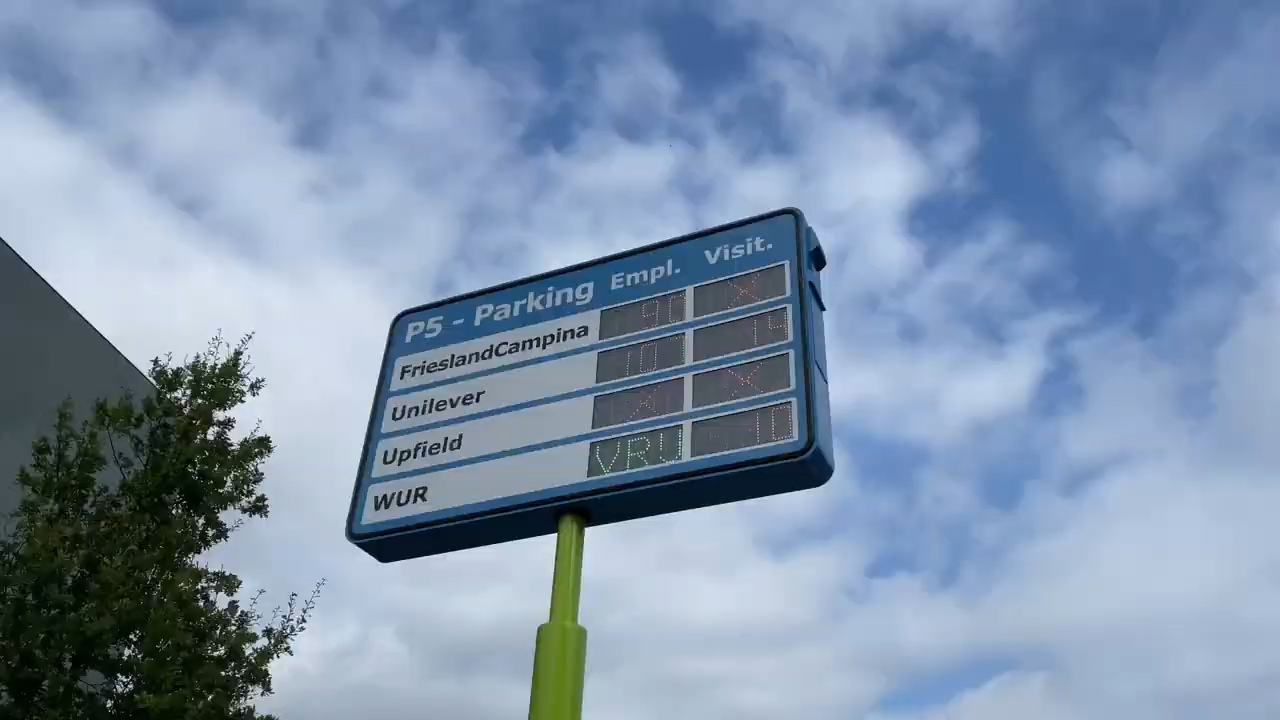 P5 - Parking Empl. Visit.
FrieslandCampina 90 X
Unilever 10 14
Upfield X X
WUR VRIJ 10